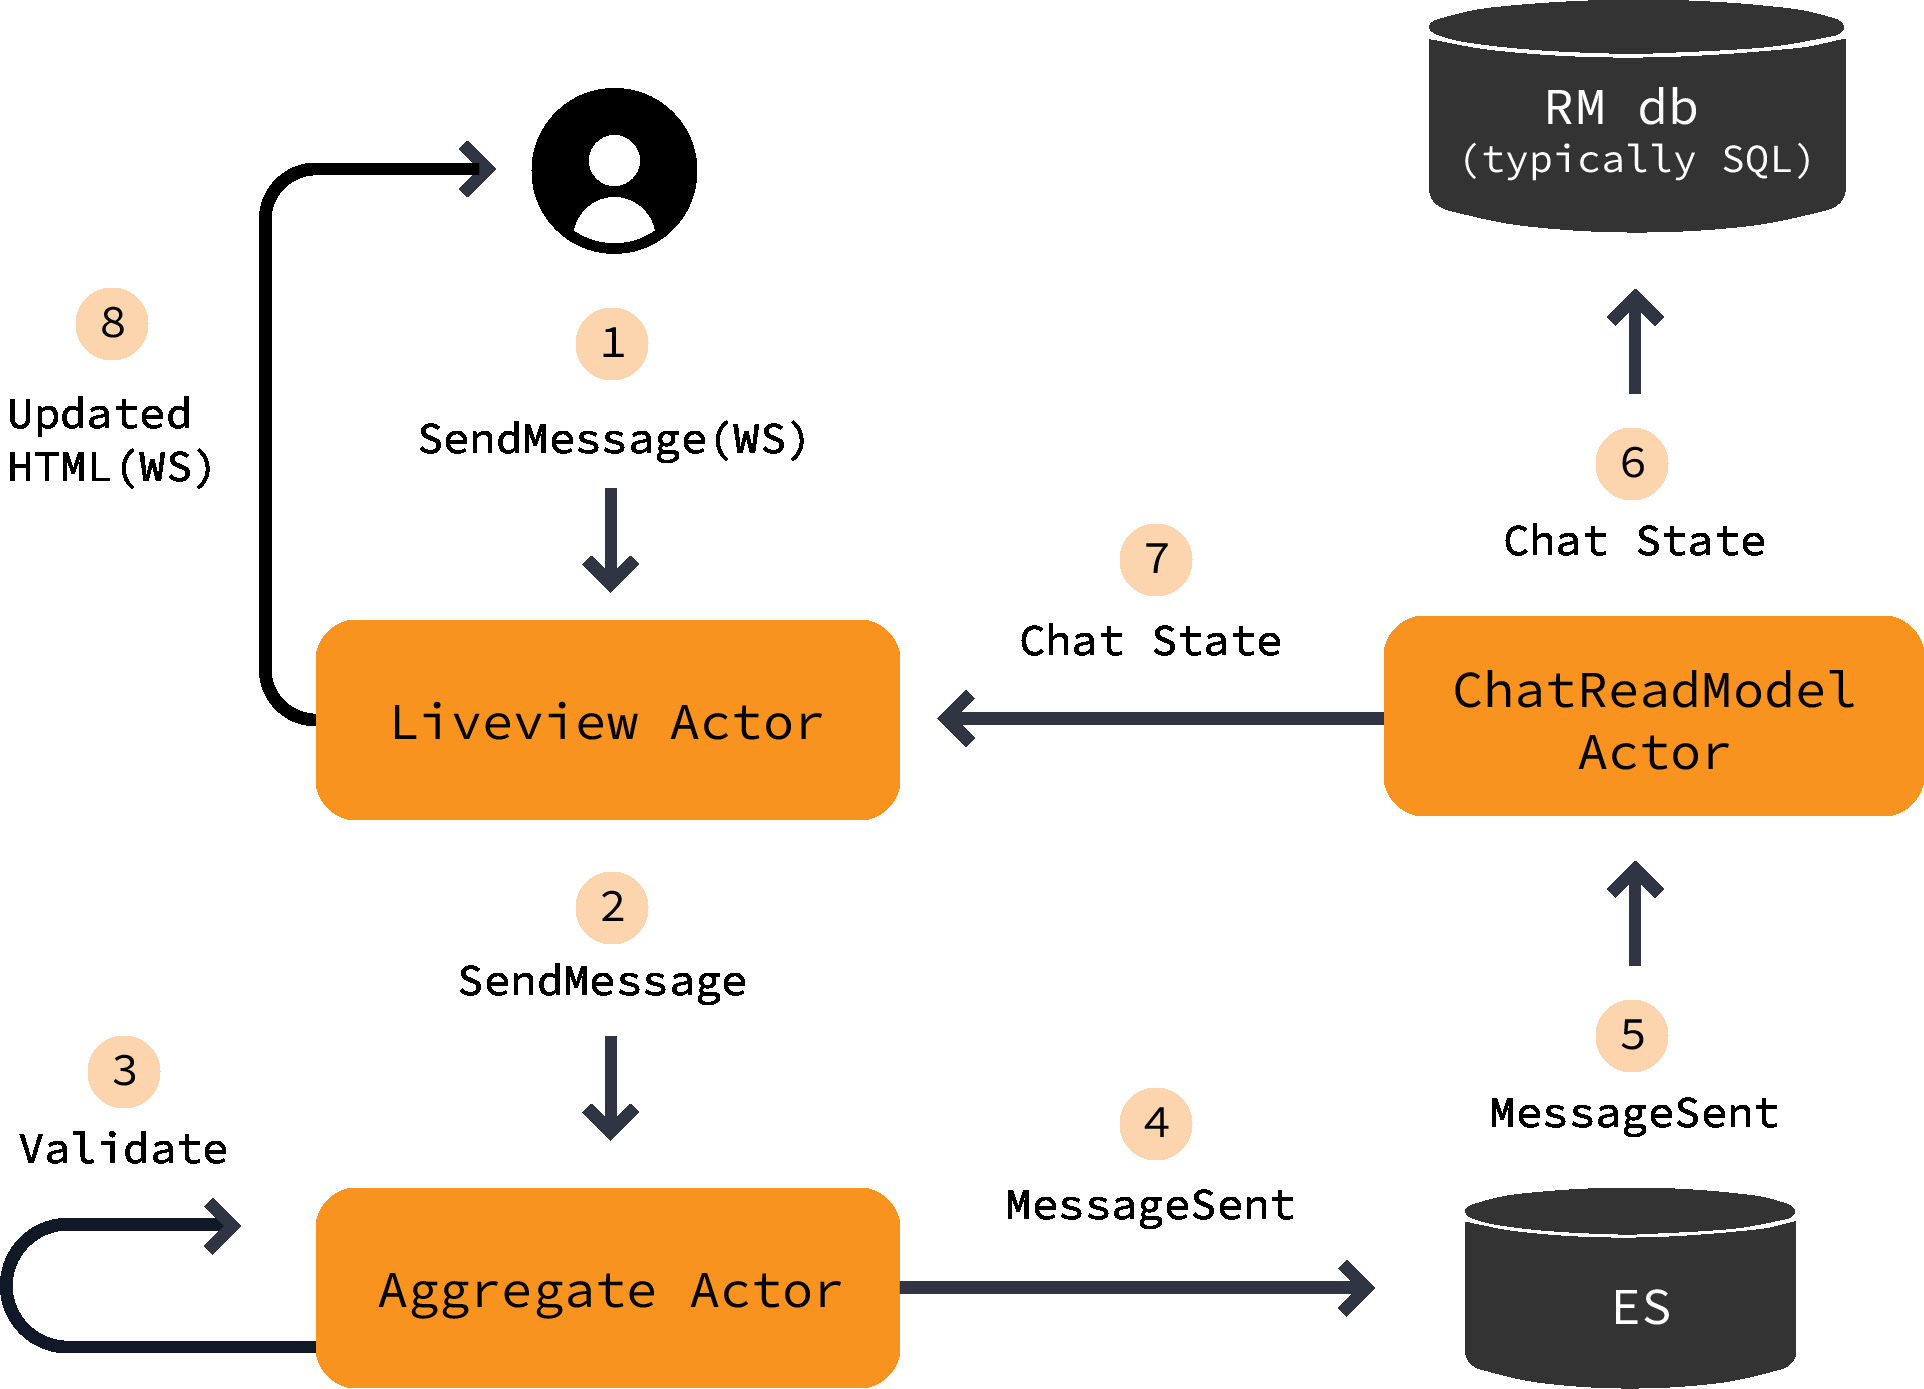 RM db
(typically SQL)
8
Updated
HTML(WS)
1
SendMessage(WS)
6
Chat State
7
Chat State
Liveview Actor
ChatReadModel
Actor
2
SendMessage
3
Validate
4
MessageSent
5
MessageSent
Aggregate Actor
ES